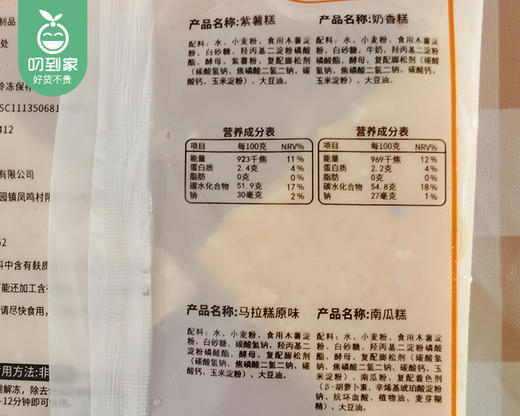 叨到家
好货不贵
制品
处
冷冻保存
SC111350681
412
有限公司
园镇凤鸣村
52
料中含有麸质
可能还加工含
请尽快食用,
食用方法:非
需解冻,除去
-12分钟即可
产品名称:紫薯糕
配料:水、小麦粉、食用木薯淀
粉、白砂糖、羟丙基二淀粉磷酸
酯、酵母、紫薯粉、复配膨松剂
(碳酸氢钠、焦磷酸二氢二钠、
碳酸钙、玉米淀粉)、大豆油。
产品名称:奶香糕
配料:水、小麦粉、食用木薯淀
粉、白砂糖、牛奶、羟丙基二淀
粉磷酸酯、酵母、复配膨松剂(
碳酸氢钠、焦磷酸二氢二钠、碳
酸钙、玉米淀粉)、大豆油。
营养成分表
项目 每100克 NRV%
能量 923千焦 11%
蛋白质 2.4克 4%
脂肪 0克 0%
碳水化合物 51.9克 17%
钠 30毫克 2%
营养成分表
项目 每100克 NRV%
能量 969千焦 12%
蛋白质 2.2克 4%
脂肪 0克 0%
碳水化合物 54.8克 18%
钠 27毫克 1%
产品名称:马拉糕原味
配料:水、小麦粉、食用木薯淀
粉、白砂糖、碳酸氢钠、羟丙基二
淀粉磷酸酯、酵母、复配膨松剂
(碳酸氢钠、焦磷酸二氢二钠、
碳酸钙、玉米淀粉)、大豆油。
产品名称:南瓜糕
配料:水、小麦粉、食用木薯淀
粉、白砂糖、羟丙基二淀粉磷酸
酯、酵母、复配膨松剂(碳酸氢
钠、焦磷酸二氢二钠、碳酸钙、玉
米淀粉)、南瓜粉、复配着色剂
(β-胡萝卜素、辛烯基琥珀酸淀粉
钠、抗坏血酸、植物油、麦芽糊
精)、大豆油。